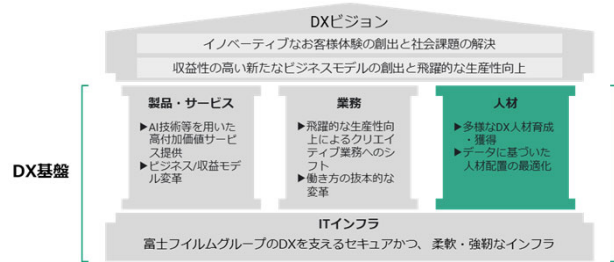 DXビジョン
イノベーティブなお客様体験の創出と社会課題の解決
収益性の高い新たなビジネスモデルの創出と飛躍的な生産性向上
DX基盤
製品・サービス
▶AI技術等を用いた
高付加価値サービ
ス提供
▶ビジネス/収益モデ
ル変革
業務
▶飛躍的な生産性向
上によるクリエイ
ティブ業務へのシ
フト
▶働き方の抜本的な
変革
人材
▶多様なDX人材育成
・獲得
▶データに基づいた
人材配置の最適化
ITインフラ
富士フイルムグループのDXを支えるセキュアかつ、柔軟・強靭なインフラ